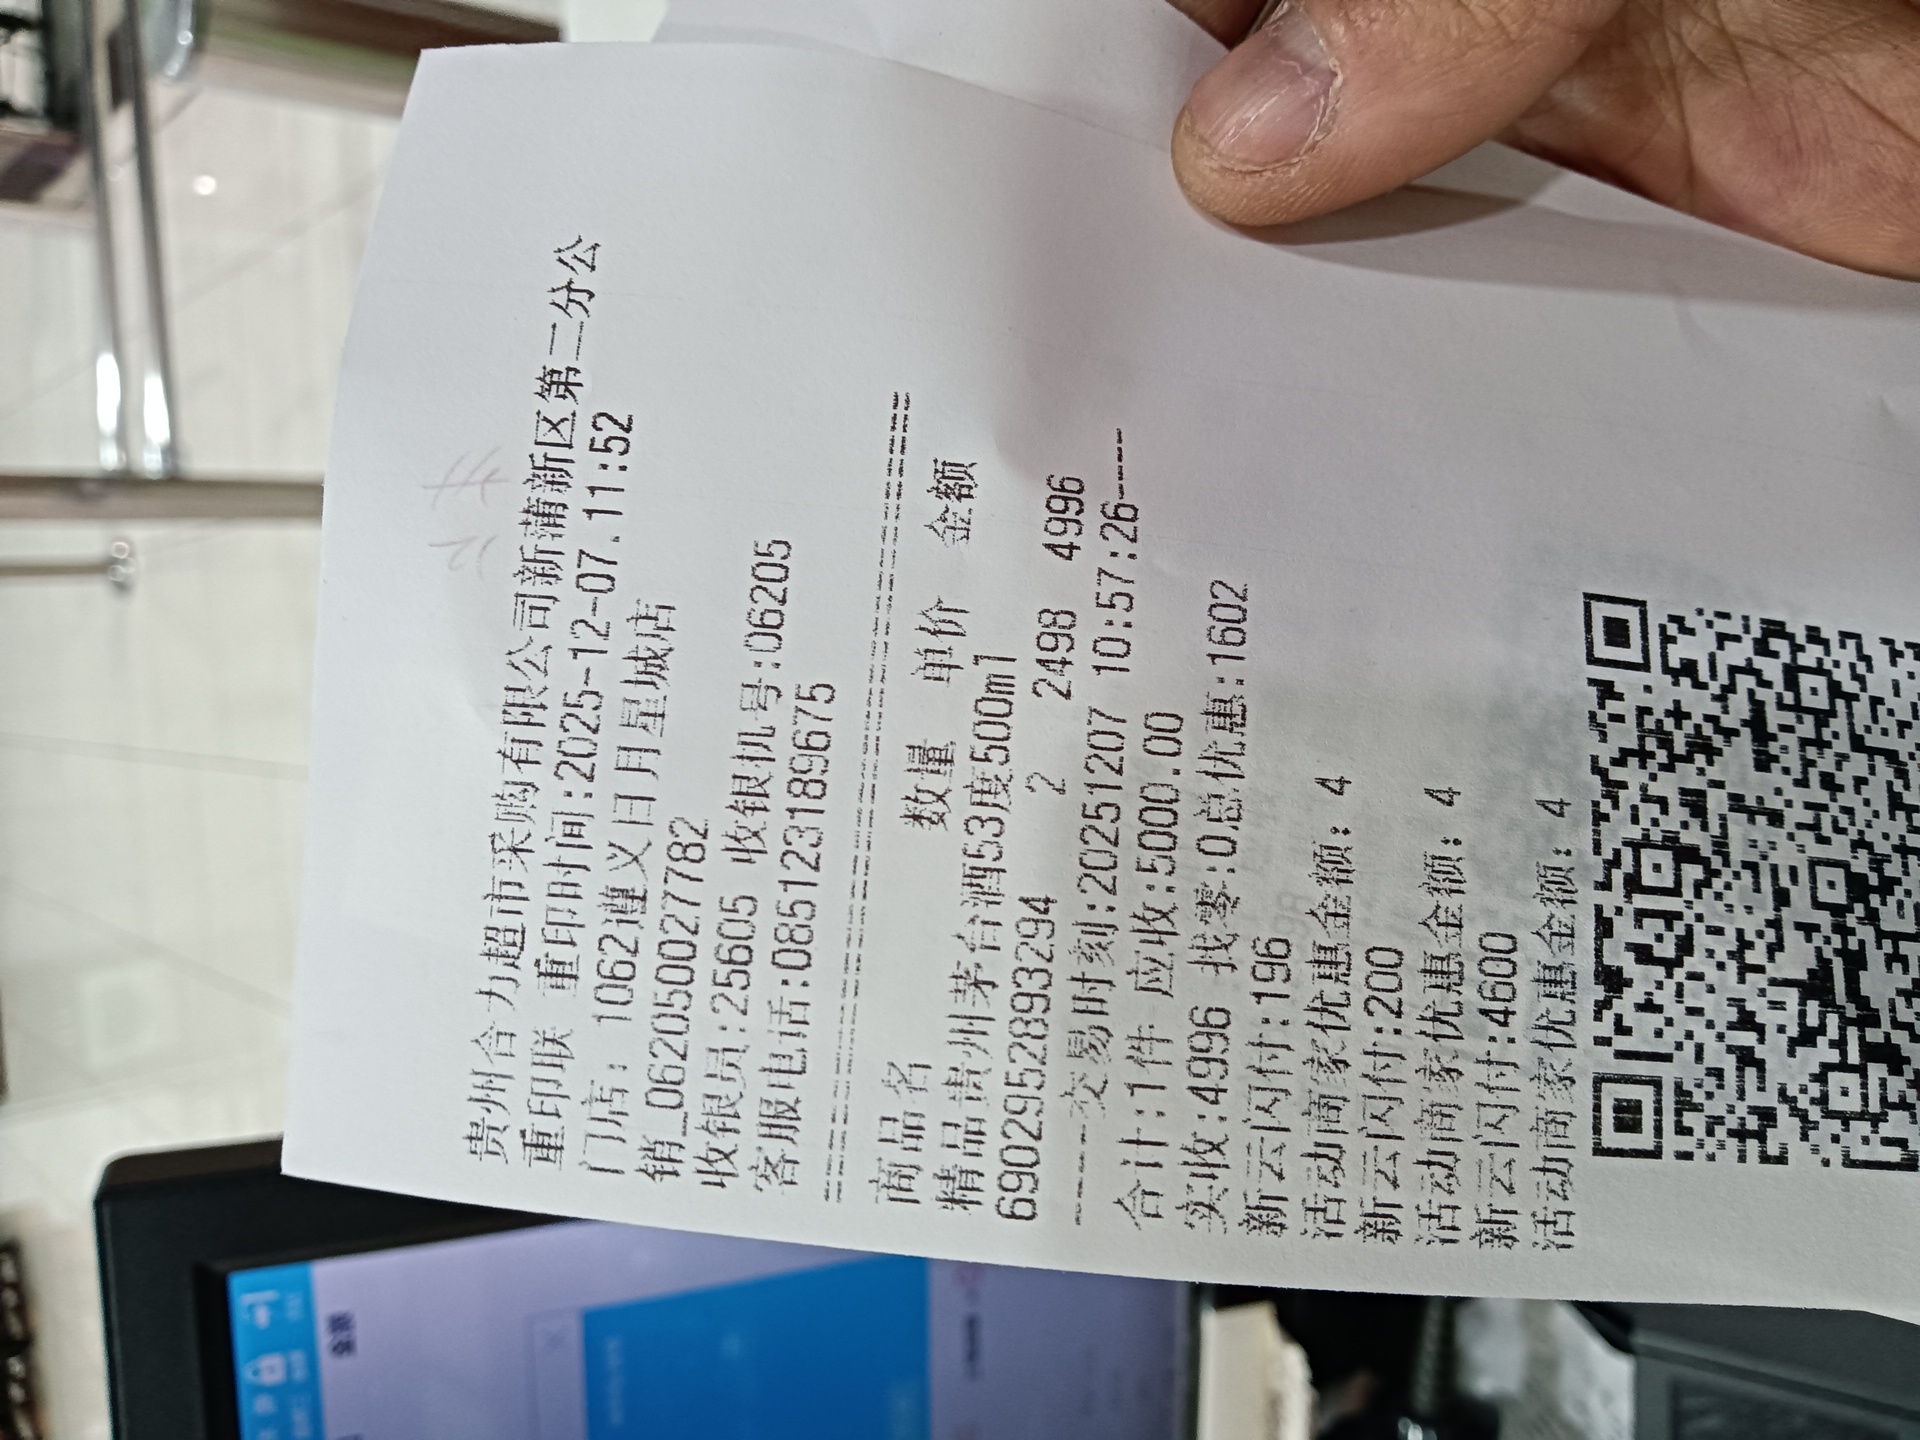 贵州合力超市采购有限公司新蒲新区第二分公
重印联 重印时间:2025-12-07.11:52
门店: 1062遵义日月星城店
销_062050027782
收银员:25605 收银机号:06205
客服电话:085123189675
商品名 数量 单价 金额
精品贵州茅台酒53度500ml
6902952893294 2 2498 4996
----交易时刻:20251207 10:57:26----
合计:1件 应收:5000.00
实收:4996 找零:0总优惠:1602
新云闪付:196
活动商家优惠金额: 4
新云闪付:200
活动商家优惠金额: 4
新云闪付:4600
活动商家优惠金额: 4